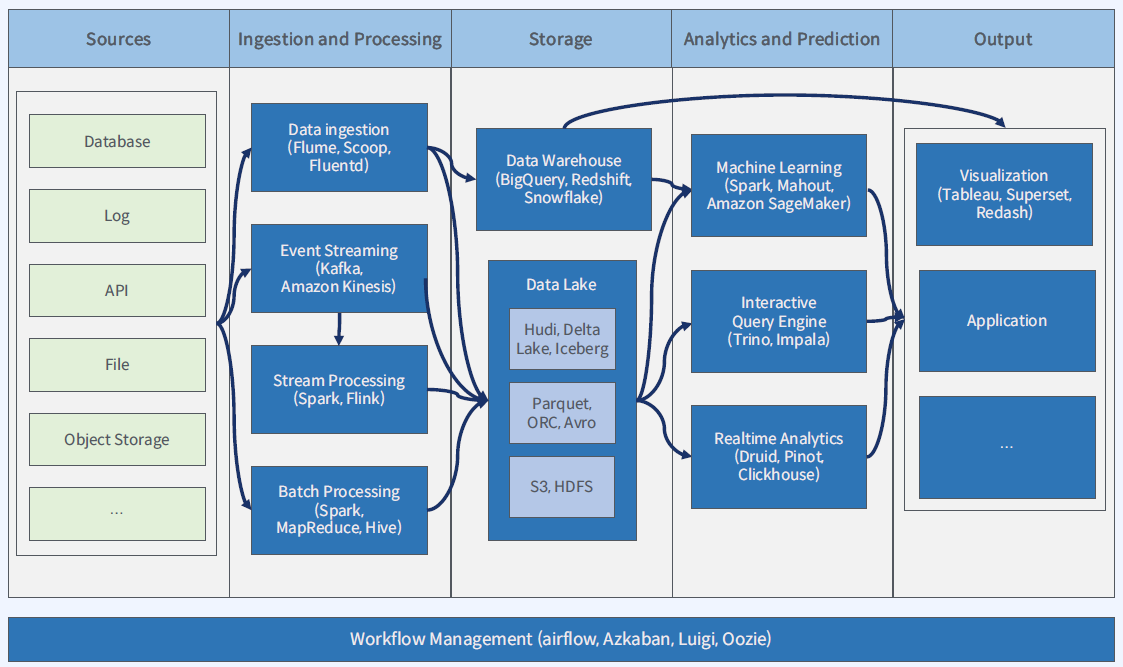 Sources
Ingestion and Processing
Storage
Analytics and Prediction
Output
Database
Log
API
File
Object Storage
...
Data ingestion
(Flume, Scoop,
Fluentd)
Event Streaming
(Kafka,
Amazon Kinesis)
Stream Processing
(Spark, Flink)
Batch Processing
(Spark,
MapReduce, Hive)
Data Warehouse
(BigQuery, Redshift,
Snowflake)
Data Lake
Hudi, Delta
Lake, Iceberg
Parquet,
ORC, Avro
S3, HDFS
Machine Learning
(Spark, Mahout,
Amazon SageMaker)
Interactive
Query Engine
(Trino, Impala)
Realtime Analytics
(Druid, Pinot,
Clickhouse)
Visualization
(Tableau, Superset,
Redash)
Application
...
Workflow Management (airflow, Azkaban, Luigi, Oozie)